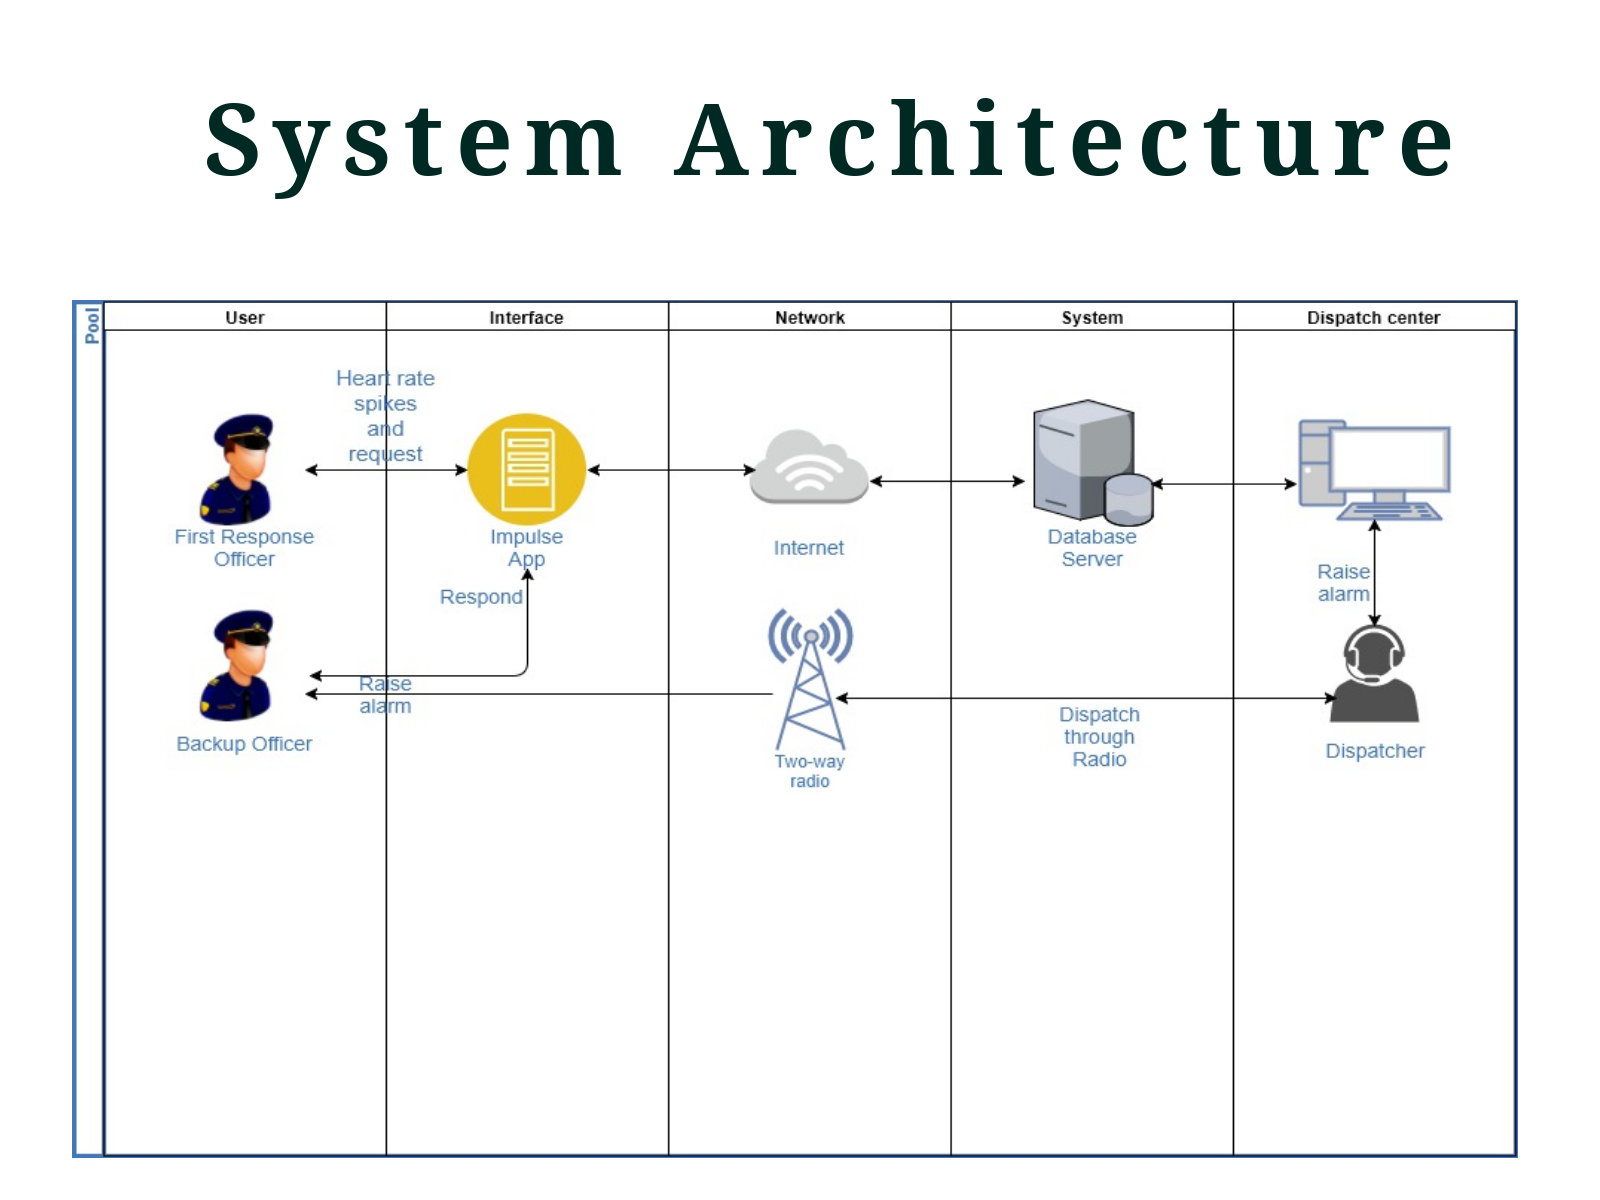 System Architecture
Pool
User
Interface
Network
System
Dispatch center
Heart rate
spikes
and
request
First Response
Officer
Impulse
App
Internet
Database
Server
Respond
Raise
alarm
Raise
alarm
Backup Officer
Two-way
radio
Dispatch
through
Radio
Dispatcher